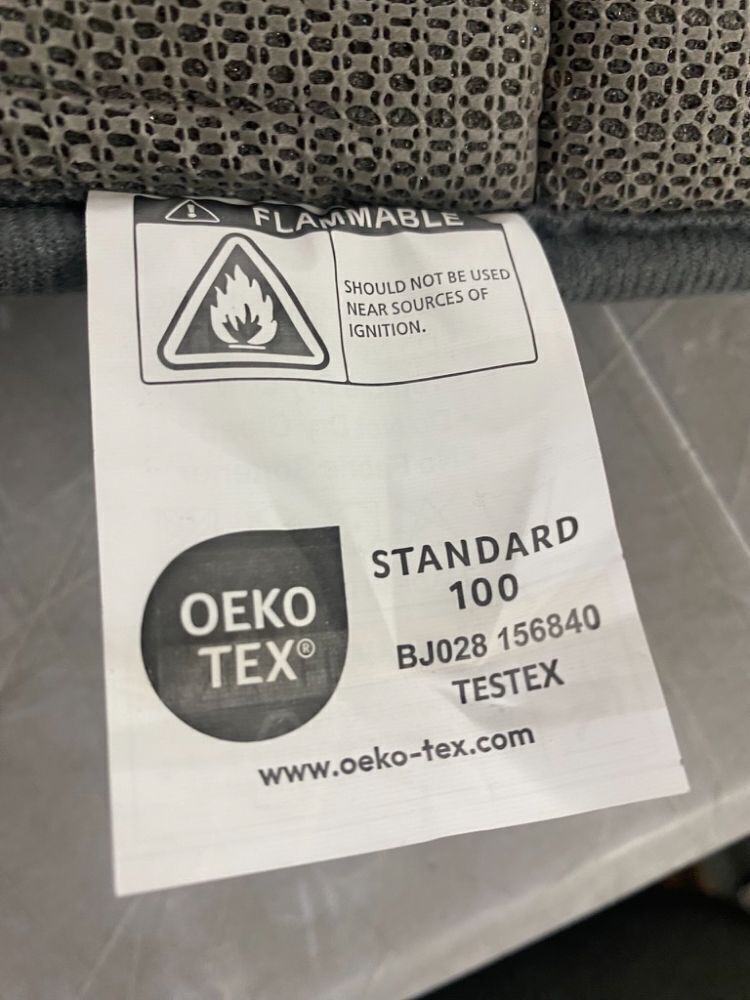 FLAMMABLE
SHOULD NOT BE USED
NEAR SOURCES OF
IGNITION.
OEKO
TEX®
STANDARD
100
BJ028 156840
TESTEX
www.oeko-tex.com